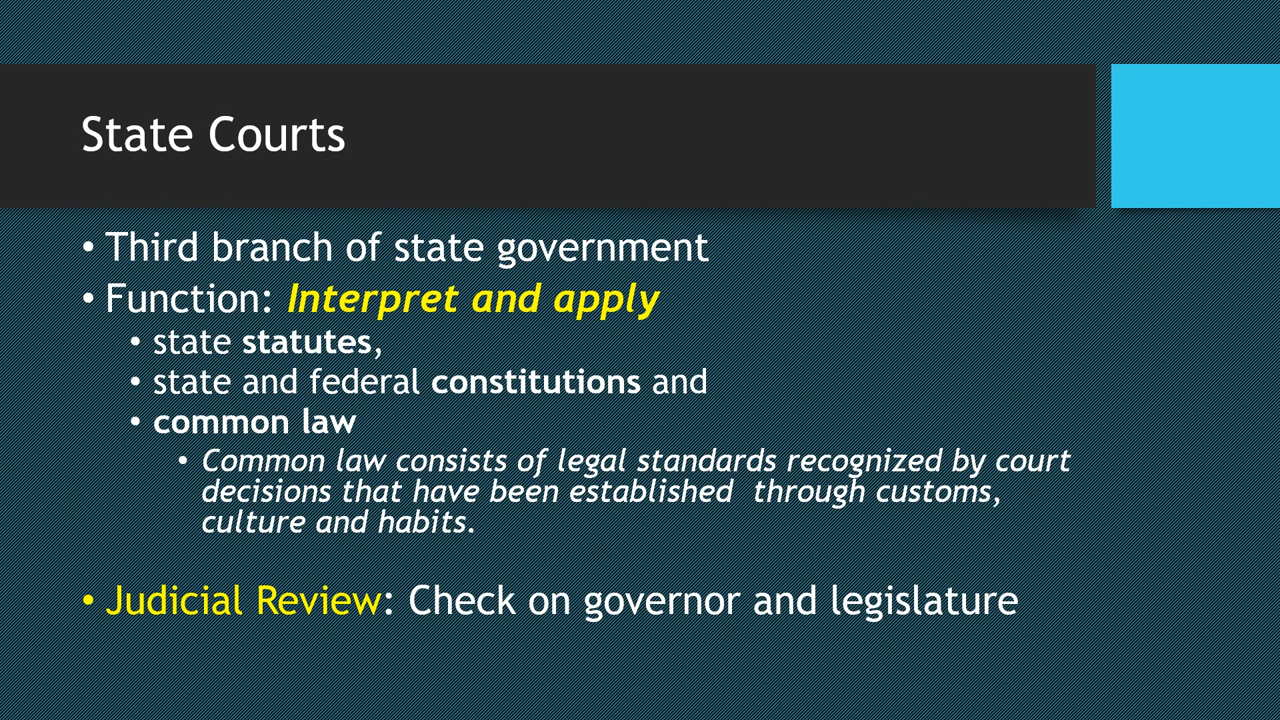 State Courts
• Third branch of state government
• Function: Interpret and apply
• state statutes,
• state and federal constitutions and
• common law
• Common law consists of legal standards recognized by court
decisions that have been established  through customs,
culture and habits.
• Judicial Review: Check on governor and legislature